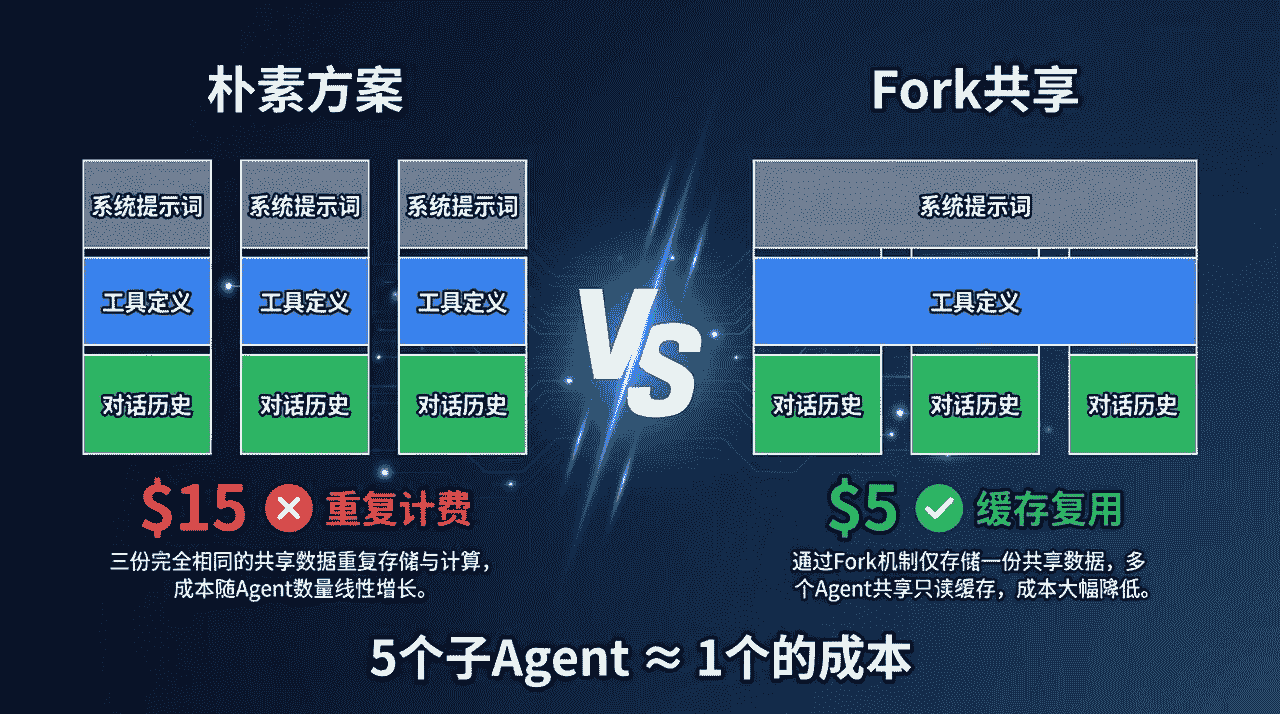 朴素方案
Fork共享
系统提示词 系统提示词 系统提示词
工具定义 工具定义 工具定义
对话历史 对话历史 对话历史
$15 重复计费
三份完全相同的共享数据重复存储与计算，
成本随Agent数量线性增长。
VS
系统提示词
工具定义
对话历史 对话历史 对话历史
$5 缓存复用
通过Fork机制仅存储一份共享数据，多
个Agent共享只读缓存，成本大幅降低。
5个子Agent ≈ 1个的成本